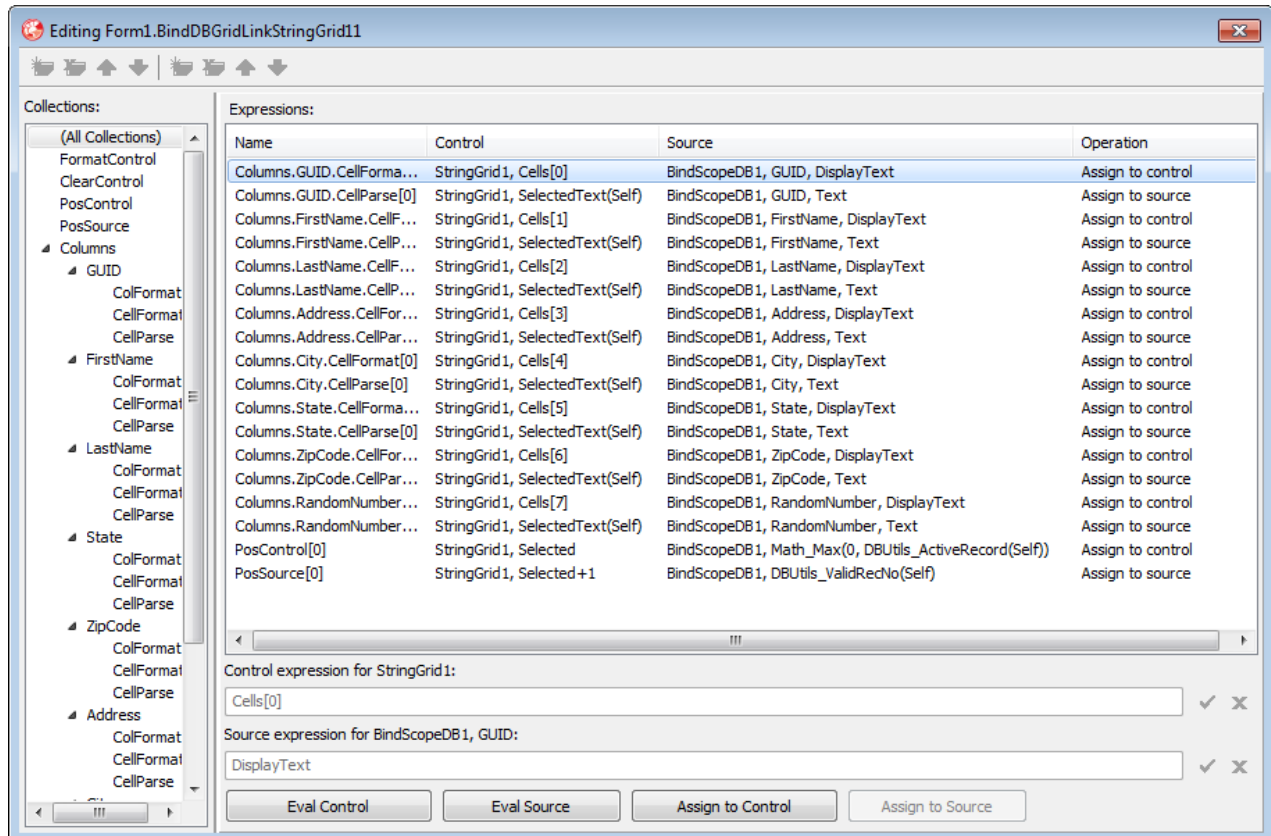 Editing Form1.BindDBGridLinkStringGrid11
Collections:
(All Collections)
FormatControl
ClearControl
PosControl
PosSource
Columns
GUID
ColFormat
CellFormat
CellParse
FirstName
ColFormat
CellFormat
CellParse
LastName
ColFormat
CellFormat
CellParse
State
ColFormat
CellFormat
CellParse
ZipCode
ColFormat
CellFormat
CellParse
Address
ColFormat
CellFormat
CellParse
Expressions:
Name Control Source Operation
Columns.GUID.CellForma... StringGrid1, Cells[0] BindScopeDB1, GUID, DisplayText Assign to control
Columns.GUID.CellParse[0] StringGrid1, SelectedText(Self) BindScopeDB1, GUID, Text Assign to source
Columns.FirstName.CellF... StringGrid1, Cells[1] BindScopeDB1, FirstName, DisplayText Assign to control
Columns.FirstName.CellP... StringGrid1, SelectedText(Self) BindScopeDB1, FirstName, Text Assign to source
Columns.LastName.CellF... StringGrid1, Cells[2] BindScopeDB1, LastName, DisplayText Assign to control
Columns.LastName.CellP... StringGrid1, SelectedText(Self) BindScopeDB1, LastName, Text Assign to source
Columns.Address.CellFor... StringGrid1, Cells[3] BindScopeDB1, Address, DisplayText Assign to control
Columns.Address.CellPar... StringGrid1, SelectedText(Self) BindScopeDB1, Address, Text Assign to source
Columns.City.CellFormat[0] StringGrid1, Cells[4] BindScopeDB1, City, DisplayText Assign to control
Columns.City.CellParse[0] StringGrid1, SelectedText(Self) BindScopeDB1, City, Text Assign to source
Columns.State.CellForma... StringGrid1, Cells[5] BindScopeDB1, State, DisplayText Assign to control
Columns.State.CellParse[0] StringGrid1, SelectedText(Self) BindScopeDB1, State, Text Assign to source
Columns.ZipCode.CellFor... StringGrid1, Cells[6] BindScopeDB1, ZipCode, DisplayText Assign to control
Columns.ZipCode.CellPar... StringGrid1, SelectedText(Self) BindScopeDB1, ZipCode, Text Assign to source
Columns.RandomNumber... StringGrid1, Cells[7] BindScopeDB1, RandomNumber, DisplayText Assign to control
Columns.RandomNumber... StringGrid1, SelectedText(Self) BindScopeDB1, RandomNumber, Text Assign to source
PosControl[0] StringGrid1, Selected BindScopeDB1, Math_Max(0, DBUtils_ActiveRecord(Self)) Assign to control
PosSource[0] StringGrid1, Selected+1 BindScopeDB1, DBUtils_ValidRecNo(Self) Assign to source
Control expression for StringGrid1:
Cells[0]
Source expression for BindScopeDB1, GUID:
DisplayText
Eval Control Eval Source Assign to Control Assign to Source